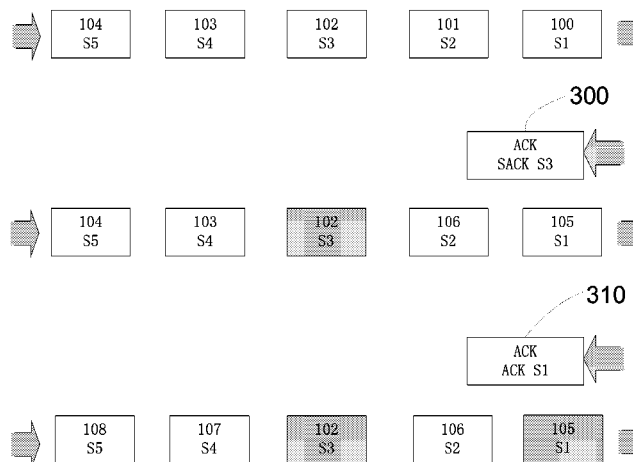 104 103 102 101 100
S5 S4 S3 S2 S1
300
ACK
SACK S3
104 103 102 106 105
S5 S4 S3 S2 S1
310
ACK
ACK S1
108 107 102 106 105
S5 S4 S3 S2 S1